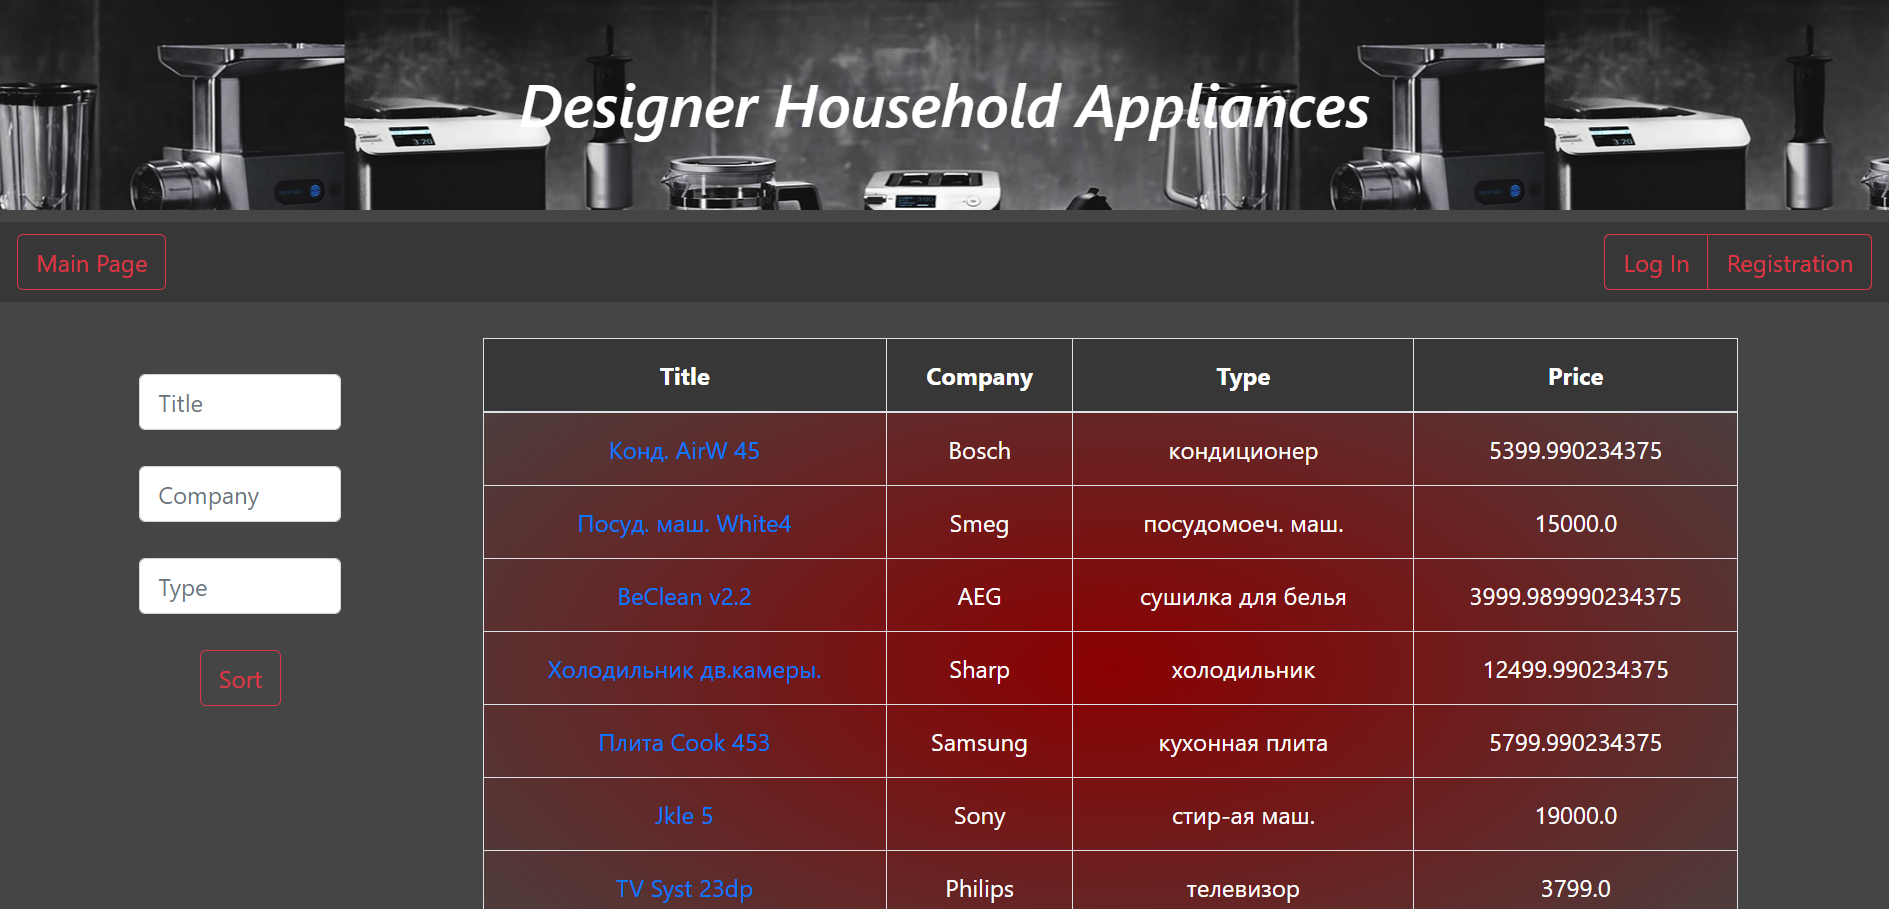 Designer Household Appliances
Main Page
Log In
Registration
Title
Company
Type
Sort
Title Company Type Price
Конд. AirW 45 Bosch кондиционер 5399.990234375
Посуд. маш. White4 Smeg посудомоеч. маш. 15000.0
BeClean v2.2 AEG сушилка для белья 3999.989990234375
Холодильник дв.камеры. Sharp холодильник 12499.990234375
Плита Cook 453 Samsung кухонная плита 5799.990234375
Jkle 5 Sony стир-ая маш. 19000.0
TV Syst 23dp Philips телевизор 3799.0